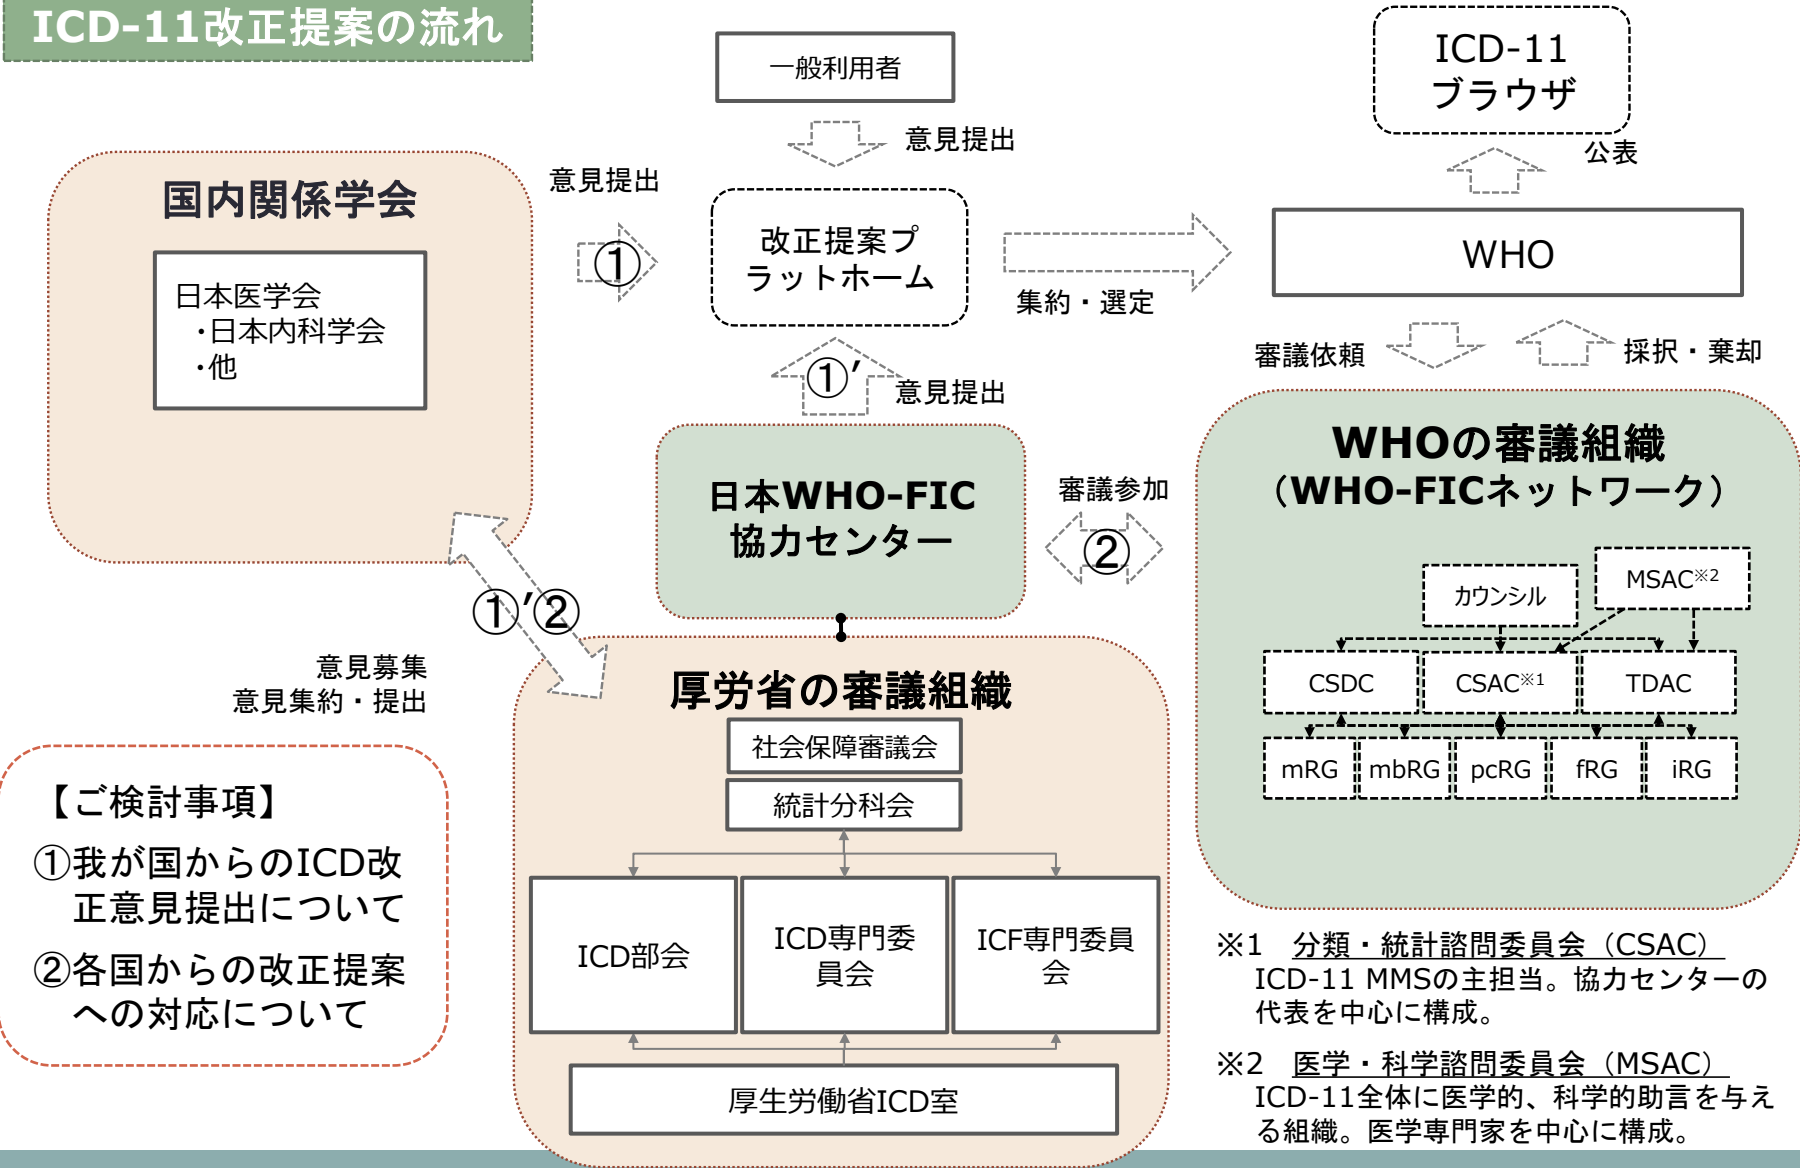 ICD-11改正提案の流れ
一般利用者
意見提出
ICD-11
ブラウザ
公表
国内関係学会
日本医学会
・日本内科学会
・他
意見提出
①
改正提案プ
ラットホーム
集約・選定
WHO
審議依頼
採択・棄却
①′
意見提出
日本WHO-FIC
協力センター
審議参加
②
WHOの審議組織
（WHO-FICネットワーク）
カウンシル
MSAC※2
CSDC
CSAC※1
TDAC
mRG
mbRG
pcRG
fRG
iRG
①′②
意見募集
意見集約・提出
厚労省の審議組織
社会保障審議会
統計分科会
ICD部会
ICD専門委
員会
ICF専門委員
会
厚生労働省ICD室
【ご検討事項】
①我が国からのICD改
正意見提出について
②各国からの改正提案
への対応について
※1　分類・統計諮問委員会（CSAC）
ICD-11 MMSの主担当。協力センターの
代表を中心に構成。
※2　医学・科学諮問委員会（MSAC）
ICD-11全体に医学的、科学的助言を与え
る組織。医学専門家を中心に構成。